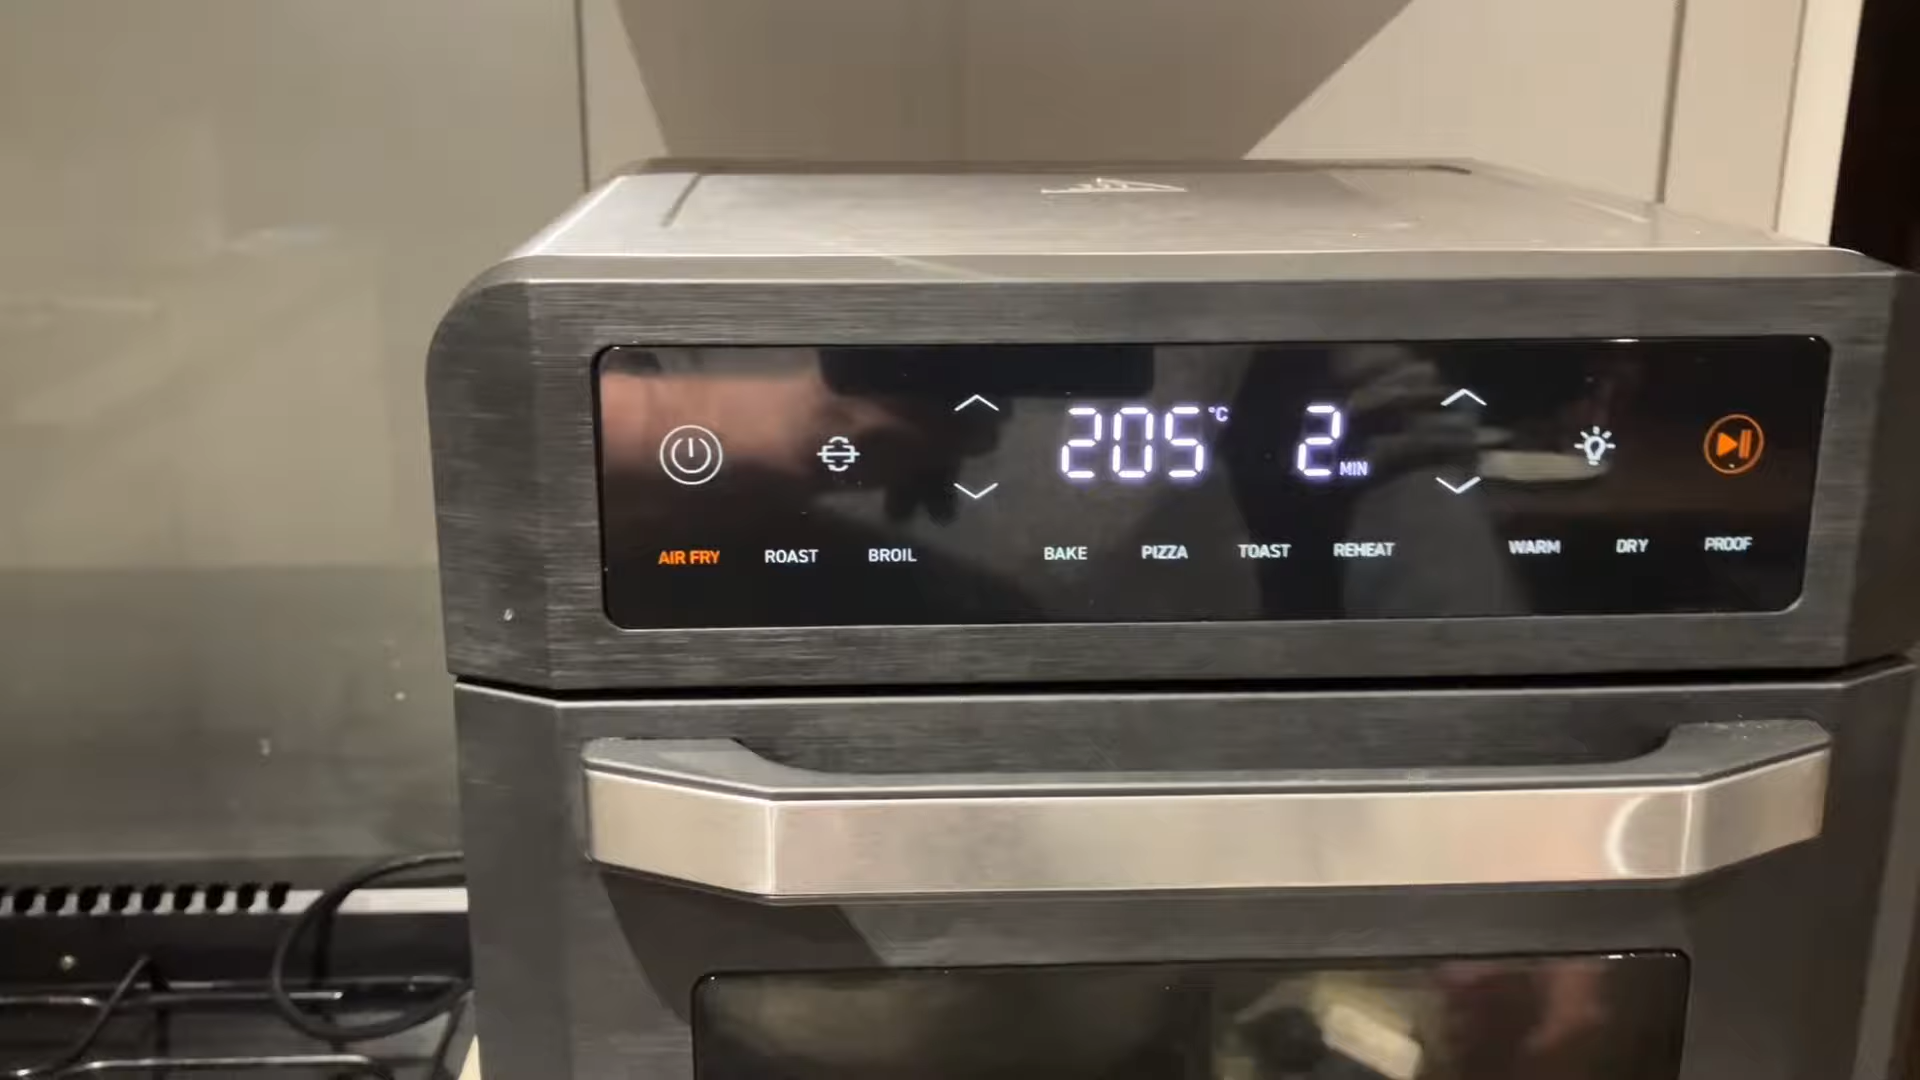 205 °C 2 MIN
AIR FRY ROAST BROIL BAKE PIZZA TOAST REHEAT WARM DRY PROOF